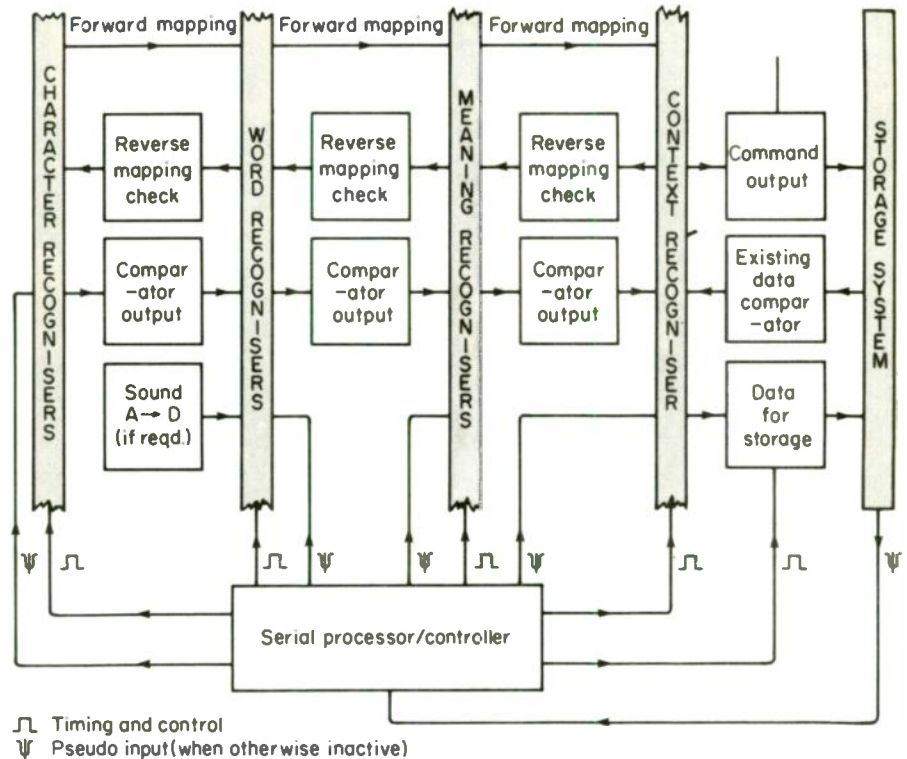 Forward mapping
Forward mapping
Forward mapping
CHARACTER RECOGNISERS
WORD RECOGNISERS
MEANING RECOGNISERS
CONTEXT RECOGNISER
STORAGE SYSTEM
Reverse
mapping
check
Reverse
mapping
check
Reverse
mapping
check
Command
output
Compar
-ator
output
Compar
-ator
output
Compar
-ator
output
Existing
data
compar
-ator
Sound
A→D
(if reqd.)
Data
for
storage
Ψ
Ψ
Ψ
Ψ
Ψ
Serial processor/controller
Timing and control
Ψ Pseudo input(when otherwise inactive)